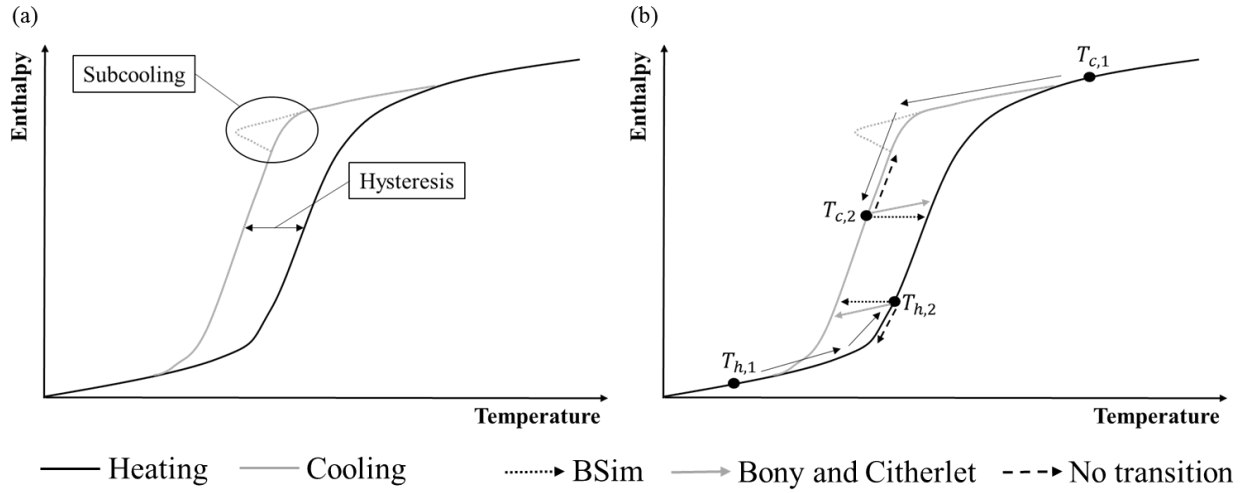 (a)
Enthalpy
Subcooling
Hysteresis
Temperature
(b)
Enthalpy
T_{c,1}
T_{c,2}
T_{h,2}
T_{h,1}
Temperature
Heating
Cooling
BSim
Bony and Citherlet
No transition